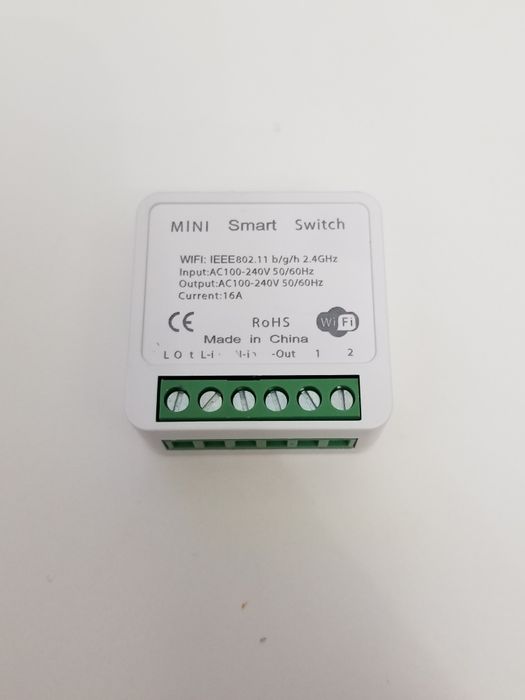 MINI Smart Switch
WIFI: IEEE802.11 b/g/h 2.4GHz
Input:AC100-240V 50/60Hz
Output:AC100-240V 50/60Hz
Current:16A
CE RoHS WiFi
Made in China
-Out 1 2